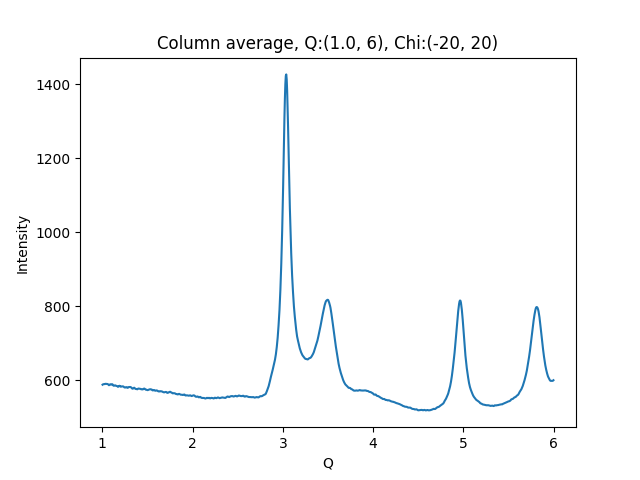 Column average, Q:(1.0, 6), Chi:(-20, 20)
1400
1200
1000
800
600
Intensity
1 2 3 4 5 6
Q